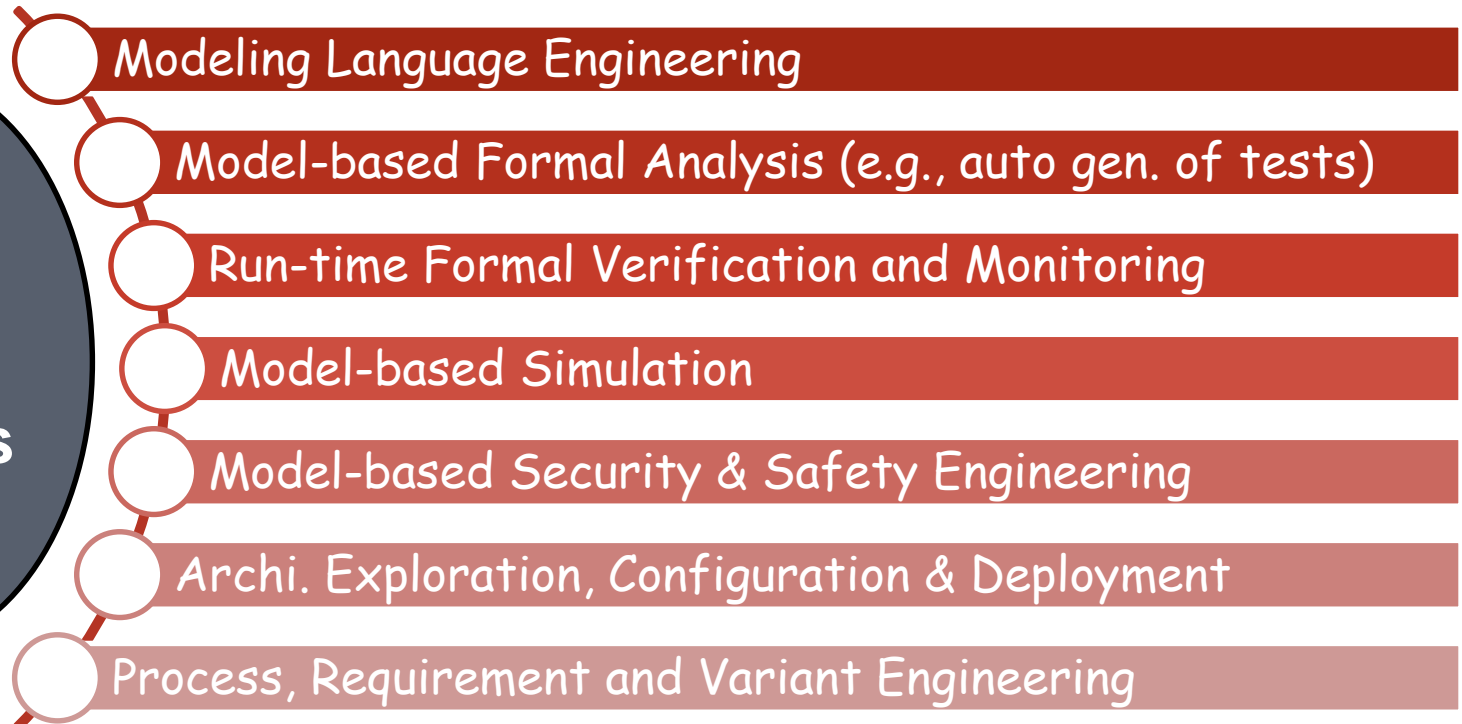 Modeling Language Engineering
Model-based Formal Analysis (e.g., auto gen. of tests)
Run-time Formal Verification and Monitoring
Model-based Simulation
Model-based Security & Safety Engineering
Archi. Exploration, Configuration & Deployment
Process, Requirement and Variant Engineering